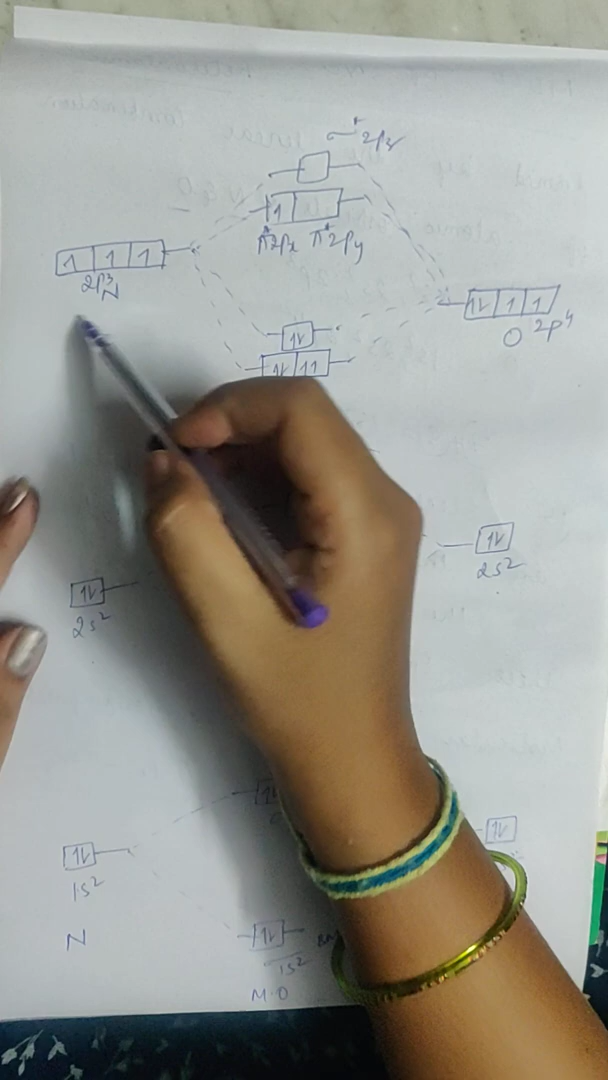 σ*2pz
π*2px π*2py
2p³
N
O 2p⁴
2s²
2s²
1s²
1s²
N
M.O